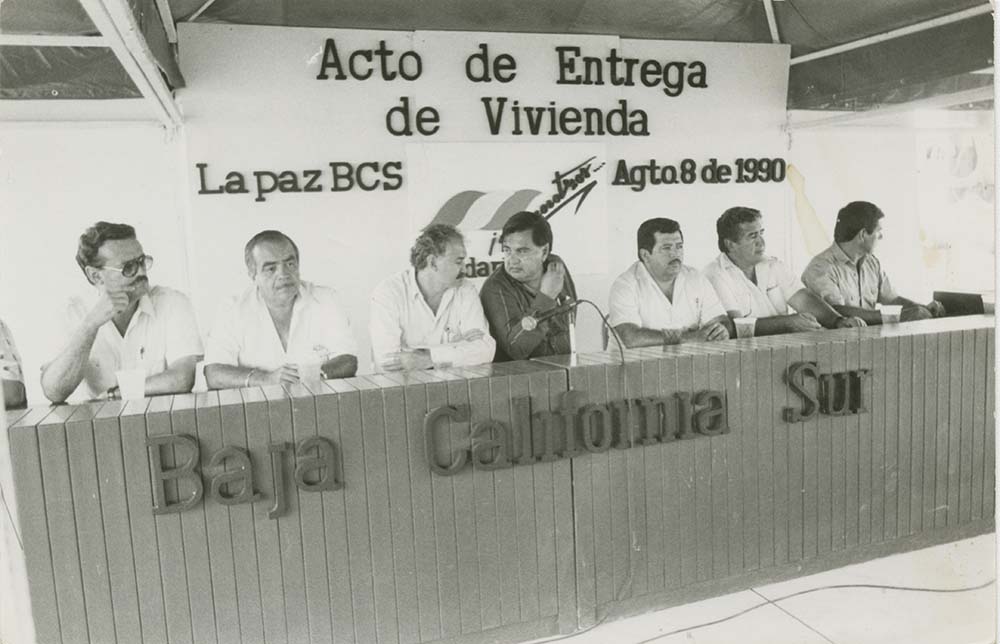 Acto de Entrega
de Vivienda
La paz BCS
Agto. 8 de 1990
Baja California Sur